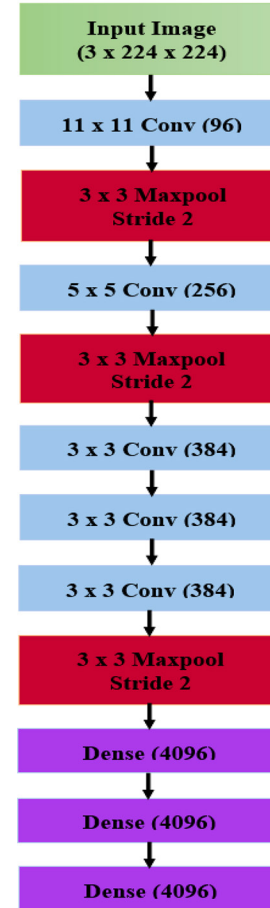 Input Image
(3 x 224 x 224)
11 x 11 Conv (96)
3 x 3 Maxpool
Stride 2
5 x 5 Conv (256)
3 x 3 Maxpool
Stride 2
3 x 3 Conv (384)
3 x 3 Conv (384)
3 x 3 Conv (384)
3 x 3 Maxpool
Stride 2
Dense (4096)
Dense (4096)
Dense (4096)